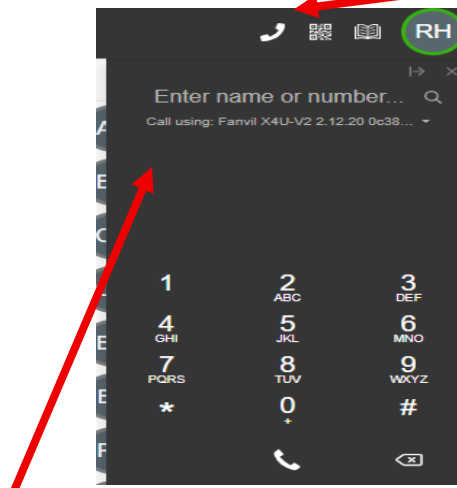 RH
Enter name or number...
Call using: Fanvil X4U-V2 2.12.20 0c38...
1 2 3
ABC DEF
4 5 6
GHI JKL MNO
7 8 9
PQRS TUV WXYZ
* 0 #
+